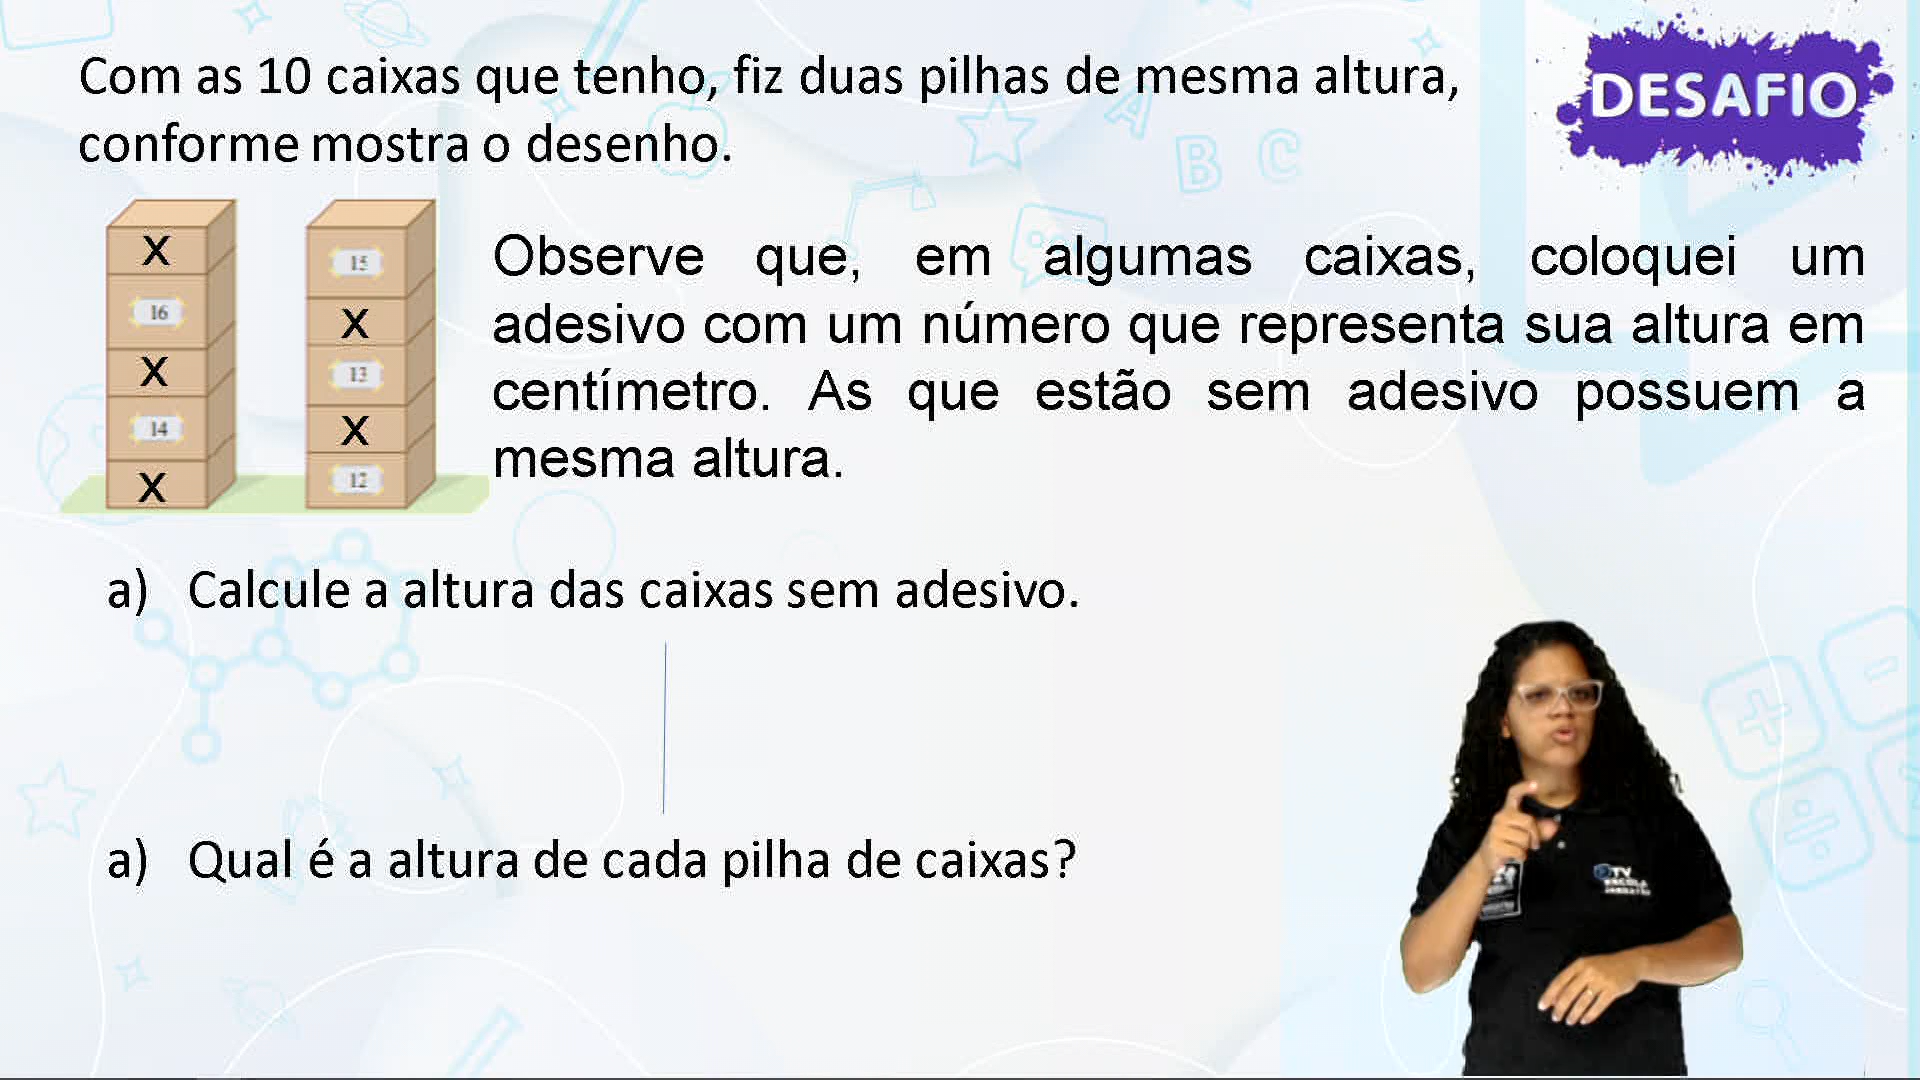 Com as 10 caixas que tenho, fiz duas pilhas de mesma altura,
conforme mostra o desenho.
DESAFIO
X
16
X
14
X
15
X
13
X
12
Observe que, em algumas caixas, coloquei um
adesivo com um número que representa sua altura em
centímetro. As que estão sem adesivo possuem a
mesma altura.
a) Calcule a altura das caixas sem adesivo.
a) Qual é a altura de cada pilha de caixas?
A
B C
TV
ESCOLA